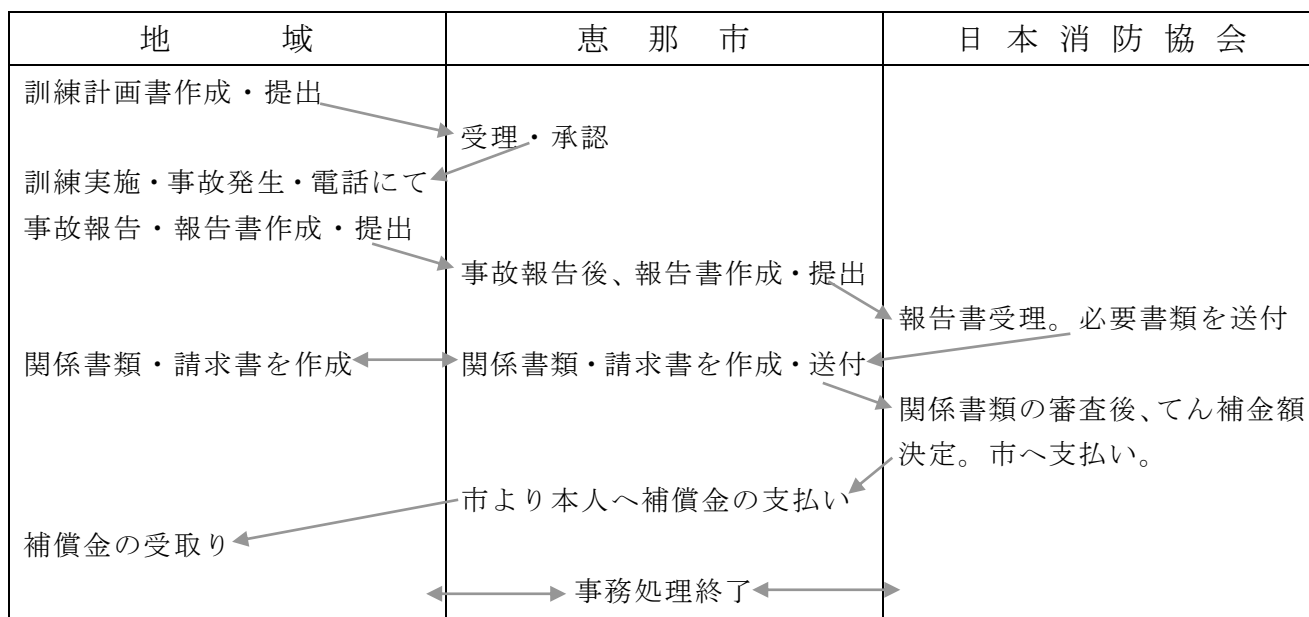 地域
恵那市
日本消防協会
訓練計画書作成・提出
受理・承認
訓練実施・事故発生・電話にて
事故報告・報告書作成・提出
事故報告後、報告書作成・提出
報告書受理。必要書類を送付
関係書類・請求書を作成
関係書類・請求書を作成・送付
関係書類の審査後、てん補金額
決定。市へ支払い。
市より本人へ補償金の支払い
補償金の受取り
事務処理終了